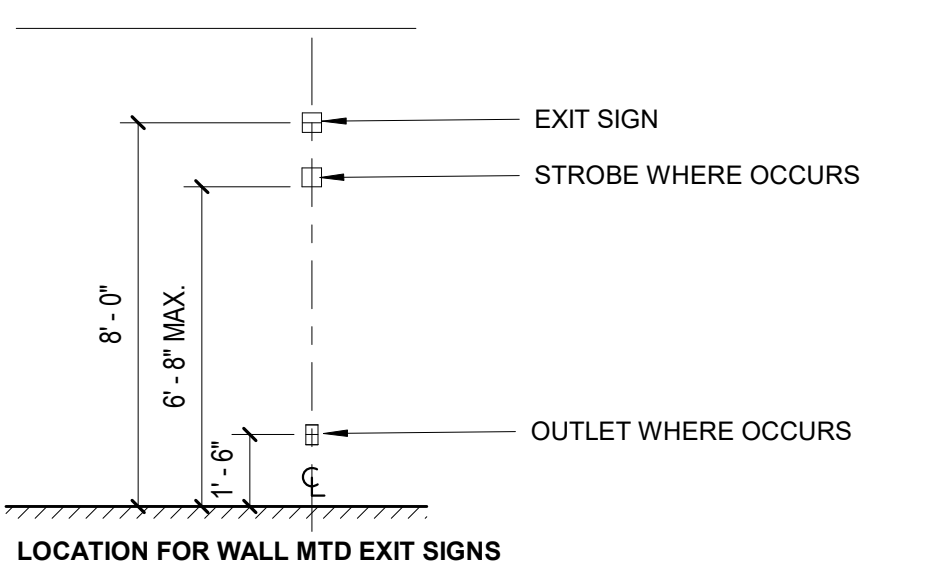 EXIT SIGN
STROBE WHERE OCCURS
8' - 0"
6' - 8" MAX.
OUTLET WHERE OCCURS
1' - 6"
CL
LOCATION FOR WALL MTD EXIT SIGNS